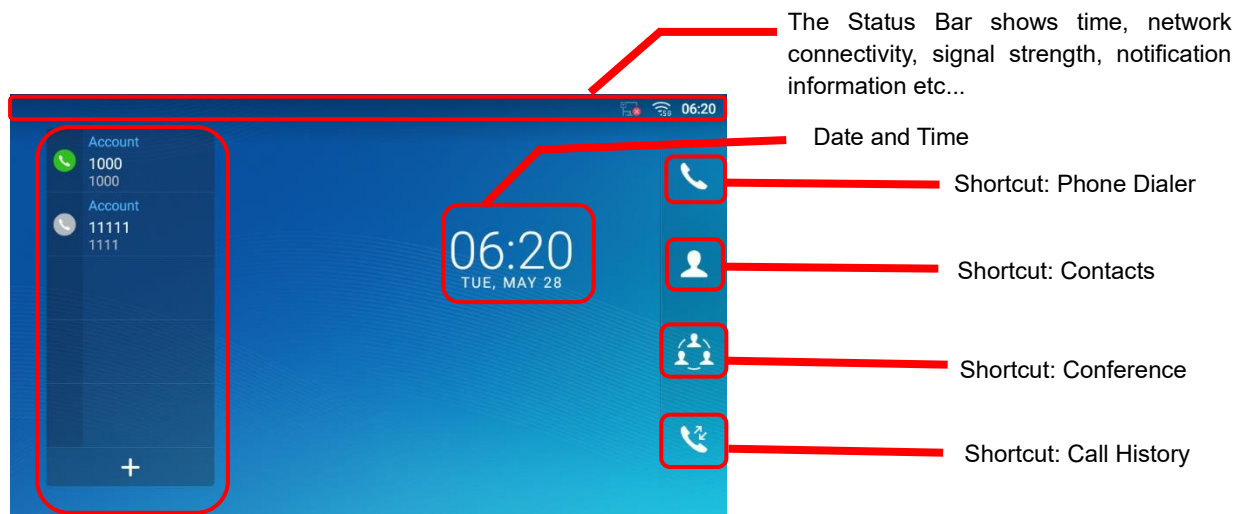 The Status Bar shows time, network
connectivity, signal strength, notification
information etc...
06:20
Date and Time
Account
1000
1000
Shortcut: Phone Dialer
Account
11111
1111
06:20
TUE, MAY 28
Shortcut: Contacts
Shortcut: Conference
Shortcut: Call History
+